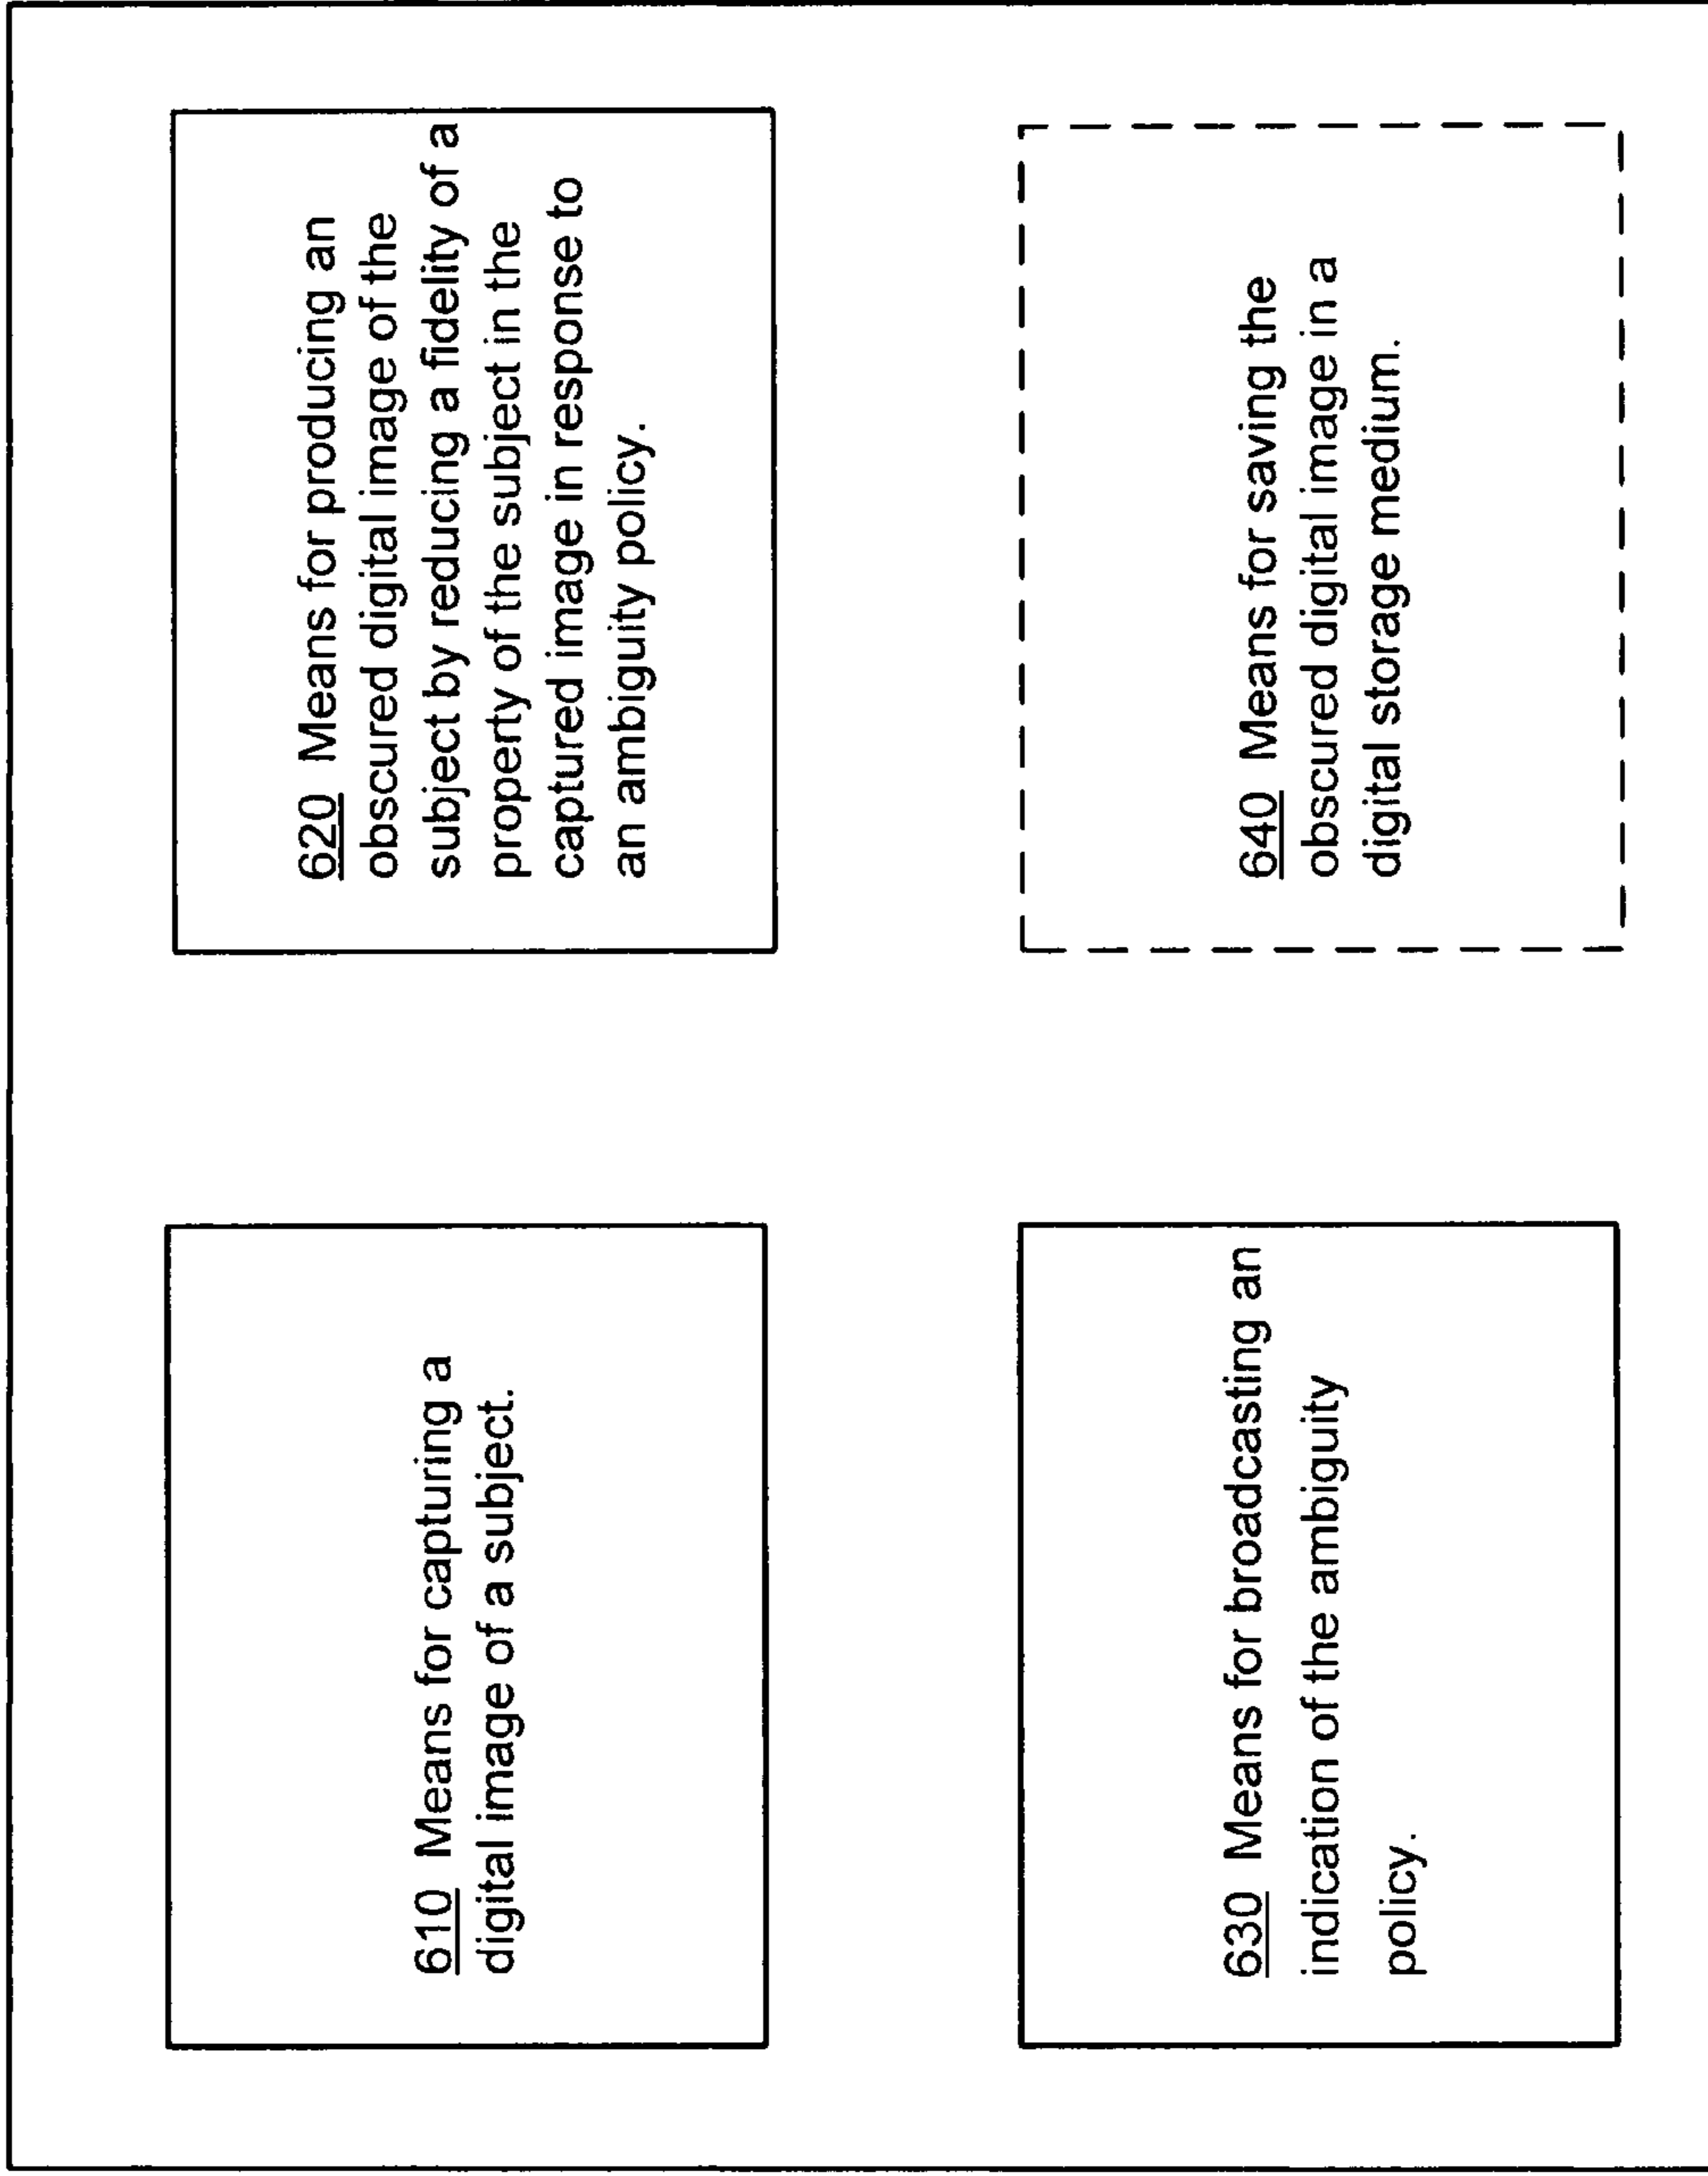 610 Means for capturing a
digital image of a subject.
620 Means for producing an
obscured digital image of the
subject by reducing a fidelity of a
property of the subject in the
captured image in response to
an ambiguity policy.
630 Means for broadcasting an
indication of the ambiguity
policy.
640 Means for saving the
obscured digital image in a
digital storage medium.